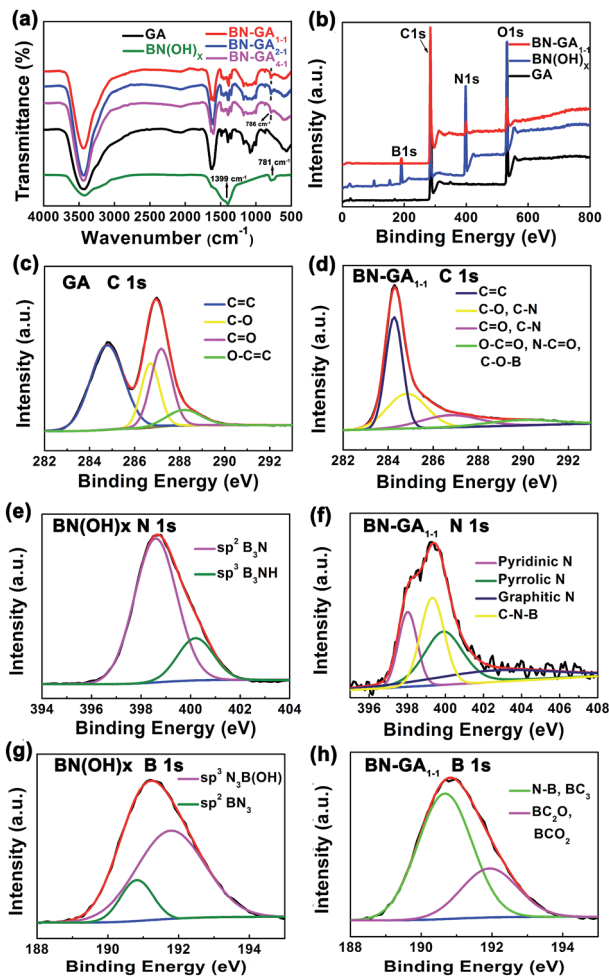 (a)
GA
BN(OH)x
BN-GA1-1
BN-GA2-1
BN-GA4-1
786 cm-1
1399 cm-1
781 cm-1
Transmittance (%)
4000 3500 3000 2500 2000 1500 1000 500
Wavenumber (cm-1)
(b)
C1s
O1s
N1s
B1s
BN-GA1-1
BN(OH)x
GA
Intensity (a.u.)
0 200 400 600 800
Binding Energy (eV)
(c)
GA C 1s
C=C
C-O
C=O
O-C=C
Intensity (a.u.)
282 284 286 288 290 292
Binding Energy (eV)
(d)
BN-GA1-1 C 1s
C=C
C-O, C-N
C=O, C-N
O-C=O, N-C=O,
C-O-B
Intensity (a.u.)
282 284 286 288 290 292
Binding Energy (eV)
(e)
BN(OH)x N 1s
sp2 B3N
sp3 B3NH
Intensity (a.u.)
394 396 398 400 402 404
Binding Energy (eV)
(f)
BN-GA1-1 N 1s
Pyridinic N
Pyrrolic N
Graphitic N
C-N-B
Intensity (a.u.)
396 398 400 402 404 406 408
Binding Energy (eV)
(g)
BN(OH)x B 1s
sp3 N3B(OH)
sp2 BN3
Intensity (a.u.)
188 190 192 194
Binding Energy (eV)
(h)
BN-GA1-1 B 1s
N-B, BC3
BC2O,
BCO2
Intensity (a.u.)
188 190 192 194
Binding Energy (eV)